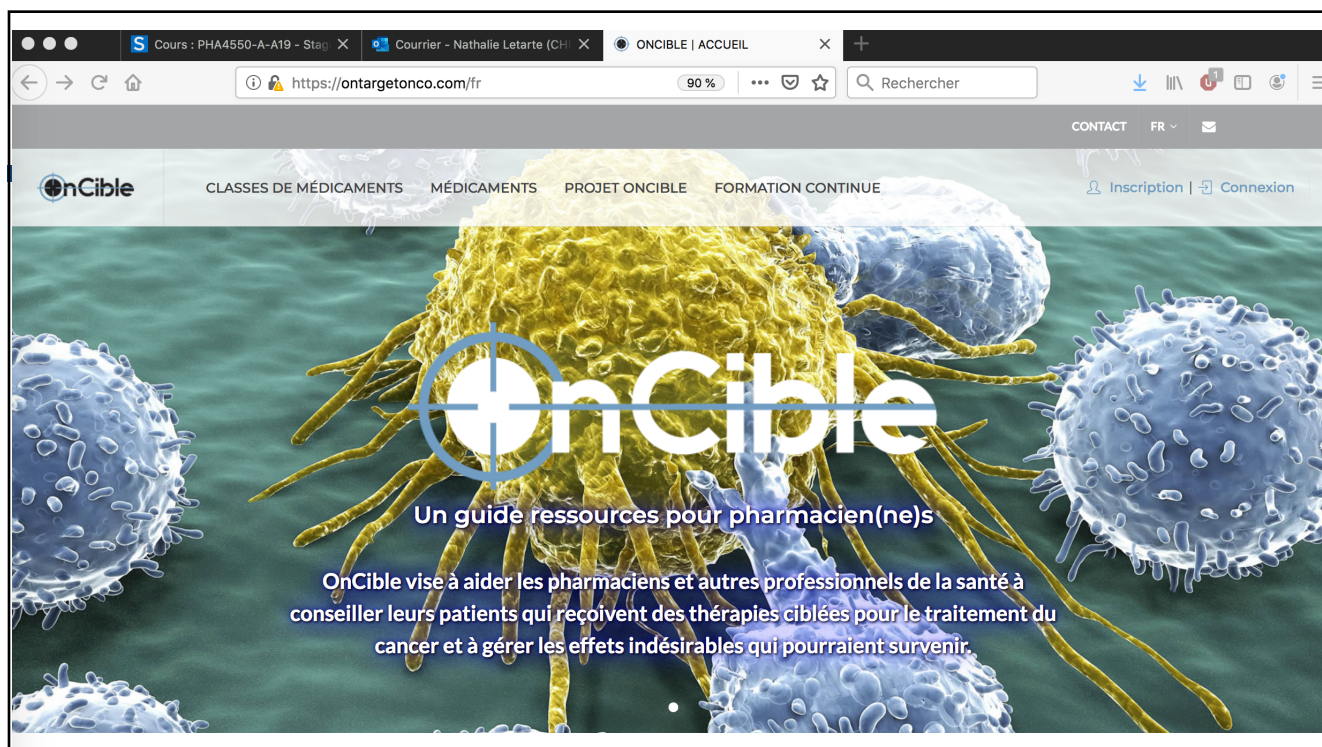 Cours : PHA4550-A-A19 - Stag
Courrier - Nathalie Letarte (CH
ONCIBLE | ACCUEIL
https://ontargetonco.com/fr
90 %
Rechercher
1
CONTACT FR
OnCible
CLASSES DE MÉDICAMENTS MÉDICAMENTS PROJET ONCIBLE FORMATION CONTINUE
Inscription | Connexion
OnCible
Un guide ressources pour pharmacien(ne)s
OnCible vise à aider les pharmaciens et autres professionnels de la santé à
conseiller leurs patients qui reçoivent des thérapies ciblées pour le traitement du
cancer et à gérer les effets indésirables qui pourraient survenir.